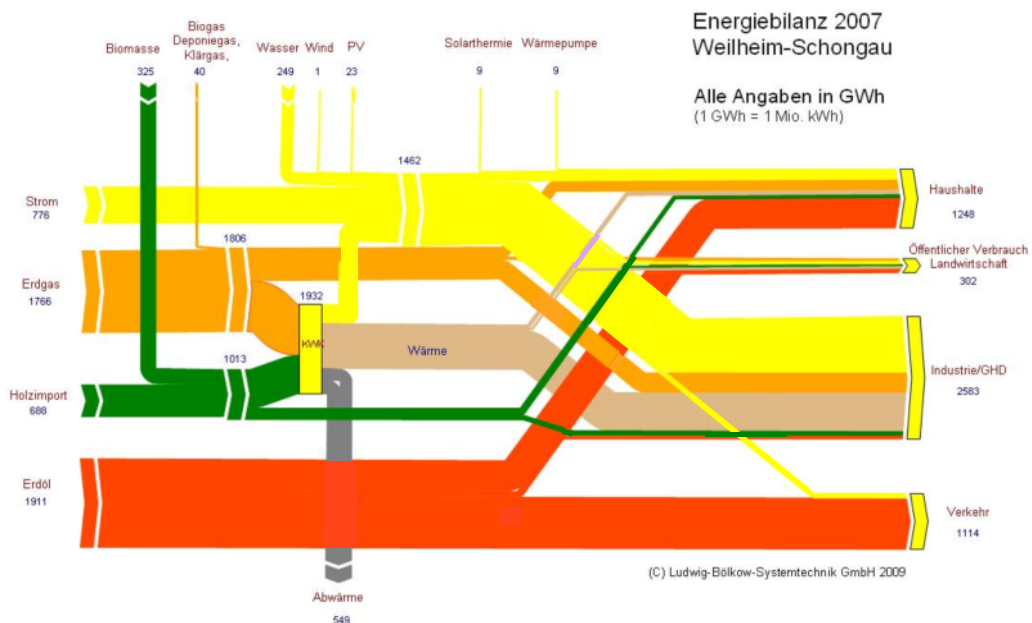 Energiebilanz 2007
Weilheim-Schongau
Alle Angaben in GWh
(1 GWh = 1 Mio. kWh)
Biomasse
325
Biogas
Deponiegas,
Klärgas,
40
Wasser
249
Wind
1
PV
23
Solarthermie
9
Wärmepumpe
9
1462
Strom
776
1806
Erdgas
1766
1932
KWK
Wärme
1013
Holzimport
688
Erdöl
1911
Haushalte
1248
Öffentlicher Verbrauch
Landwirtschaft
302
Industrie/GHD
2583
Verkehr
1114
(C) Ludwig-Bölkow-Systemtechnik GmbH 2009
Abwärme
549